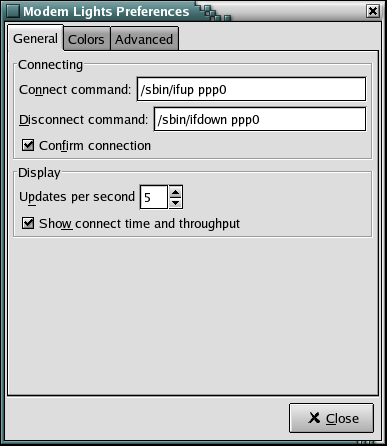 Modem Lights Preferences
General Colors Advanced
Connecting
Connect command: /sbin/ifup ppp0
Disconnect command: /sbin/ifdown ppp0
Confirm connection
Display
Updates per second 5
Show connect time and throughput
Close